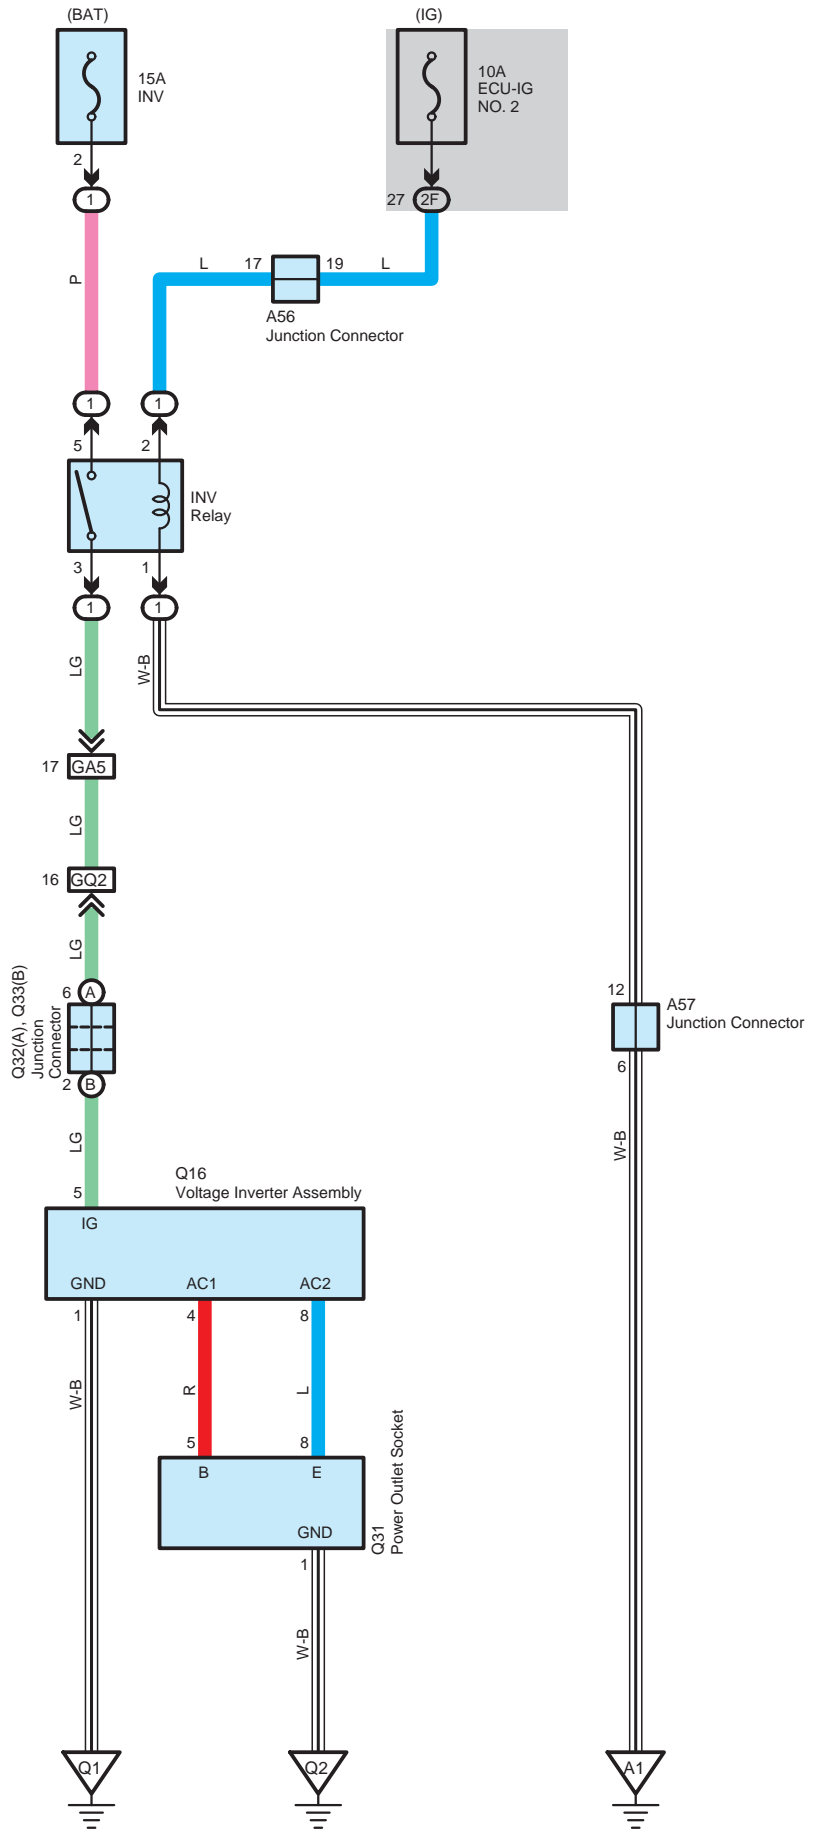 (BAT)
(IG)
15A
INV
10A
ECU-IG
NO. 2
2
1
27
2F
P
L
17
19
L
A56
Junction Connector
1
1
5
2
INV
Relay
3
1
1
1
LG
W-B
17
GA5
LG
16
GQ2
LG
Q32(A), Q33(B)
Junction
Connector
6
A
2
B
12
A57
Junction Connector
6
LG
W-B
Q16
Voltage Inverter Assembly
5
IG
GND
AC1
AC2
1
4
8
W-B
R
L
5
8
B
E
GND
Q31
Power Outlet Socket
1
W-B
Q1
Q2
A1